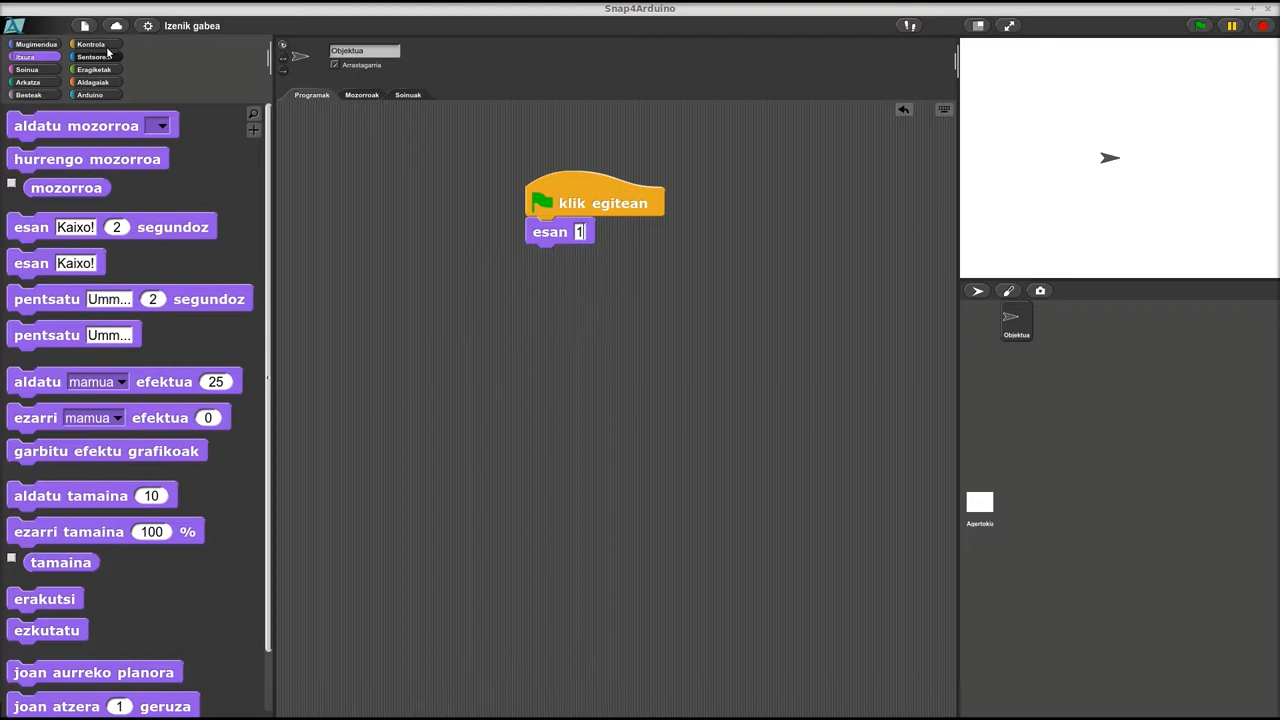 Snap4Arduino
Izenik gabea
Mugimendua
Kontrola
Itxura
Soinua
Eragiketak
Arkatza
Aldagaiak
Besteak
Arduino
Objektua
Arrastagarria
Programak
Mozorroak
Soinuak
aldatu mozorroa
hurrengo mozorroa
mozorroa
esan Kaixo! 2 segundoz
esan Kaixo!
pentsatu Umm... 2 segundoz
pentsatu Umm...
aldatu mamua efektua 25
ezarri mamua efektua 0
garbitu efektu grafikoak
aldatu tamaina 10
ezarri tamaina 100 %
tamaina
erakutsi
ezkutatu
joan aurreko planora
joan atzera 1 geruza
klik egitean
esan 1
Objektua